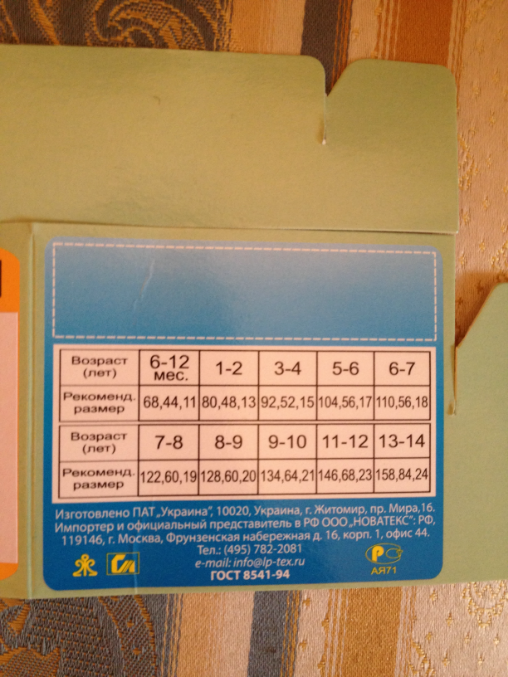 Возраст (лет) 6-12 мес. 1-2 3-4 5-6 6-7
Рекоменд. размер 68,44,11 80,48,13 92,52,15 104,56,17 110,56,18
Возраст (лет) 7-8 8-9 9-10 11-12 13-14
Рекоменд. размер 122,60,19 128,60,20 134,64,21 146,68,23 158,84,24
Изготовлено ПАТ „Украина", 10020, Украина, г. Житомир, пр. Мира,16.
Импортер и официальный представитель в РФ ООО „НОВАТЕКС": РФ,
119146, г. Москва, Фрунзенская набережная д. 16, корп. 1, офис 44.
Тел.: (495) 782-2081
e-mail: info@lp-tex.ru
ГОСТ 8541-94
АЯ71